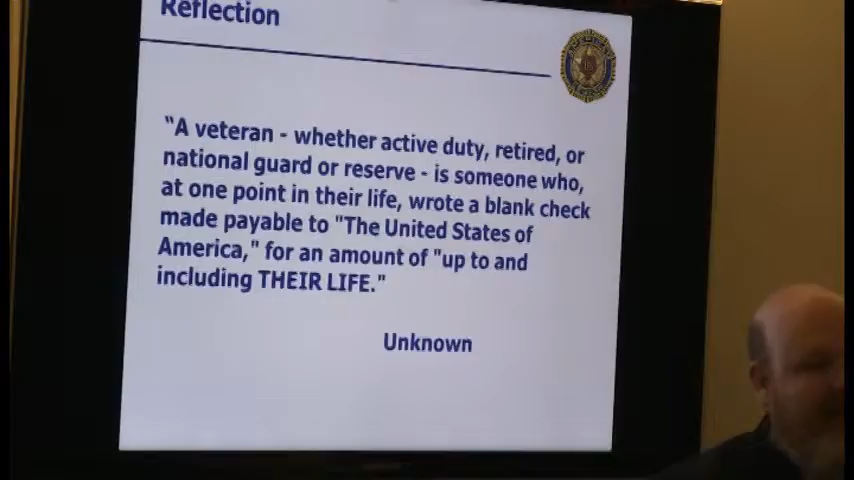 Reflection
“A veteran - whether active duty, retired, or
national guard or reserve - is someone who,
at one point in their life, wrote a blank check
made payable to "The United States of
America," for an amount of "up to and
including THEIR LIFE."
Unknown